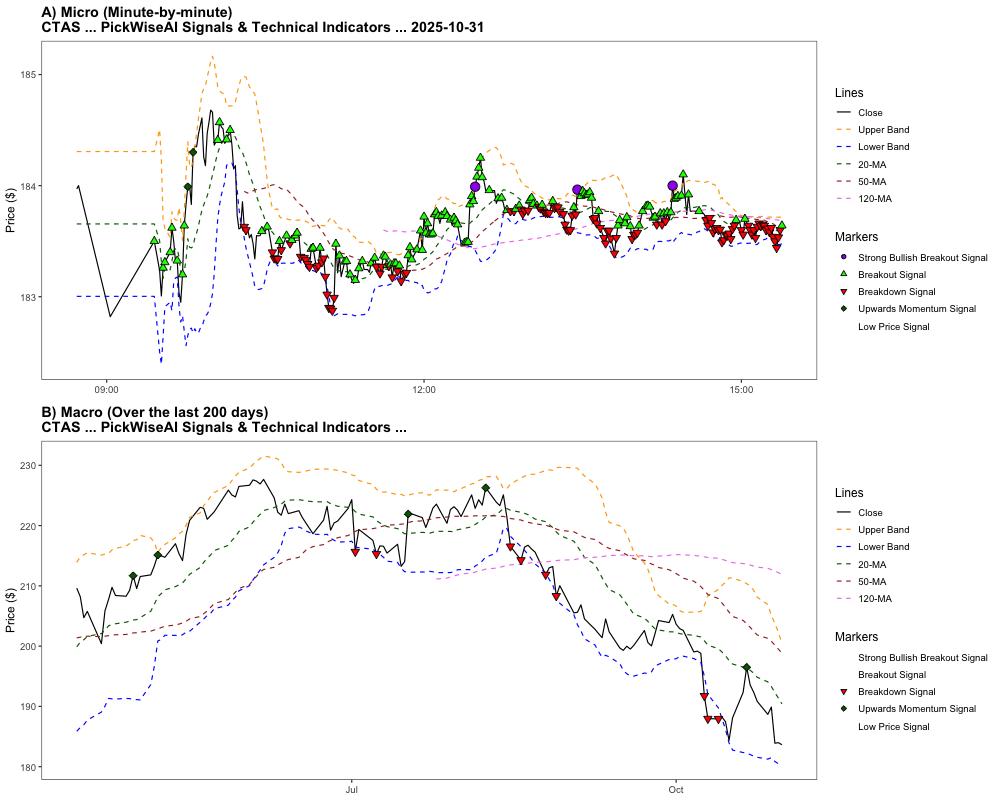 A) Micro (Minute-by-minute)
CTAS ... PickWiseAI Signals & Technical Indicators ... 2025-10-31
Price ($)
185
184
183
09:00
12:00
15:00
Lines
Close
Upper Band
Lower Band
20-MA
50-MA
120-MA
Markers
Strong Bullish Breakout Signal
Breakout Signal
Breakdown Signal
Upwards Momentum Signal
Low Price Signal
B) Macro (Over the last 200 days)
CTAS ... PickWiseAI Signals & Technical Indicators ...
Price ($)
230
220
210
200
190
180
Jul
Oct
Lines
Close
Upper Band
Lower Band
20-MA
50-MA
120-MA
Markers
Strong Bullish Breakout Signal
Breakout Signal
Breakdown Signal
Upwards Momentum Signal
Low Price Signal